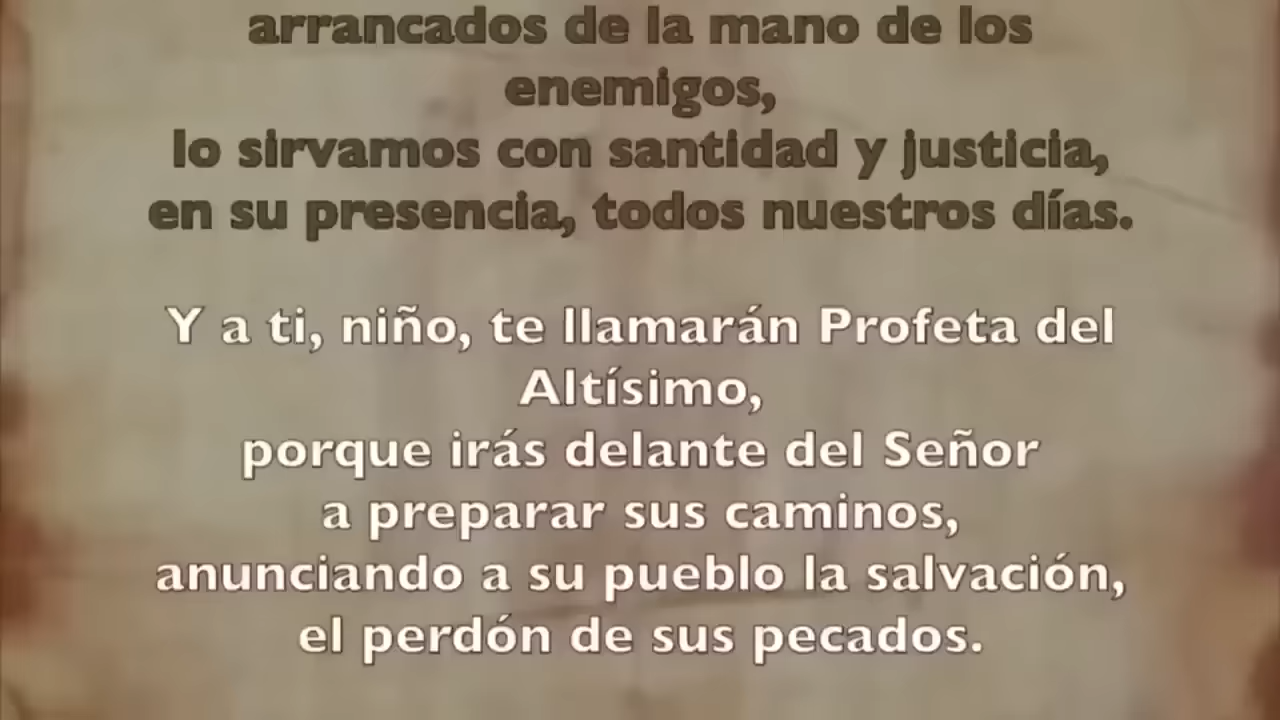 arrancados de la mano de los
enemigos,
lo sirvamos con santidad y justicia,
en su presencia, todos nuestros días.
Y a ti, niño, te llamarán Profeta del
Altísimo,
porque irás delante del Señor
a preparar sus caminos,
anunciando a su pueblo la salvación,
el perdón de sus pecados.